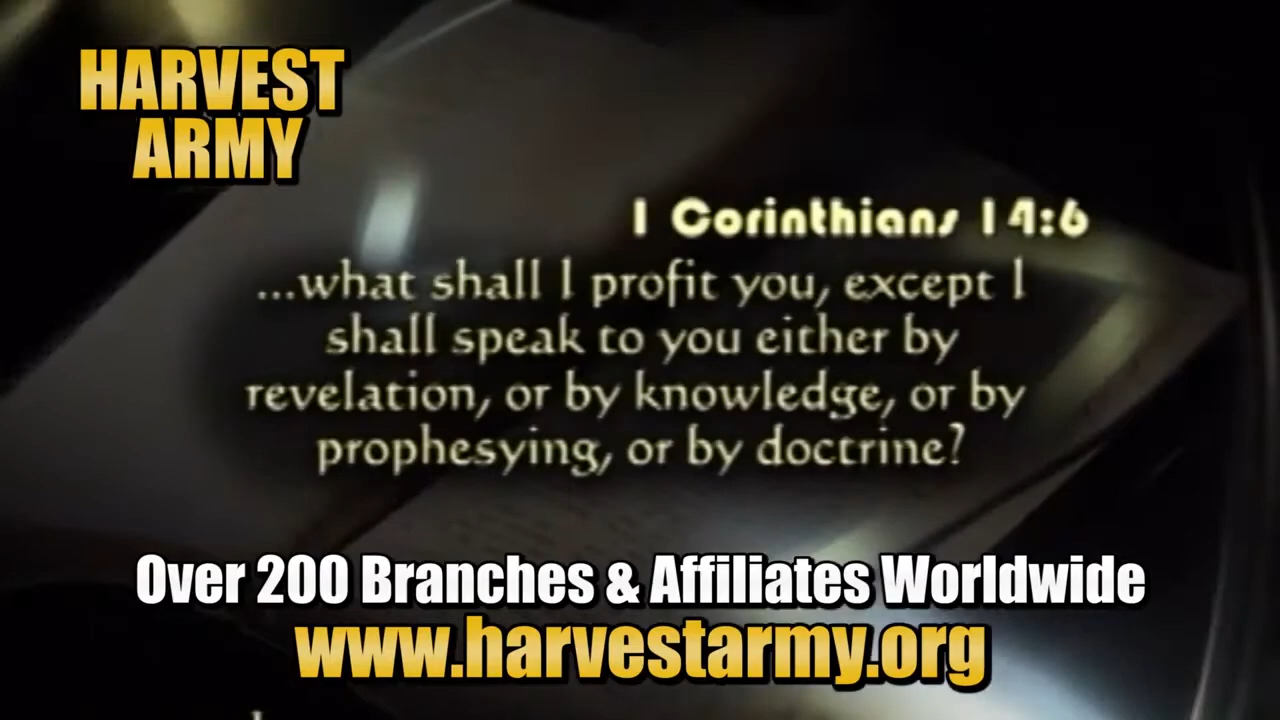 HARVEST
ARMY
1 Corinthians 14:6
...what shall I profit you, except I
shall speak to you either by
revelation, or by knowledge, or by
prophesying, or by doctrine?
Over 200 Branches & Affiliates Worldwide
www.harvestarmy.org